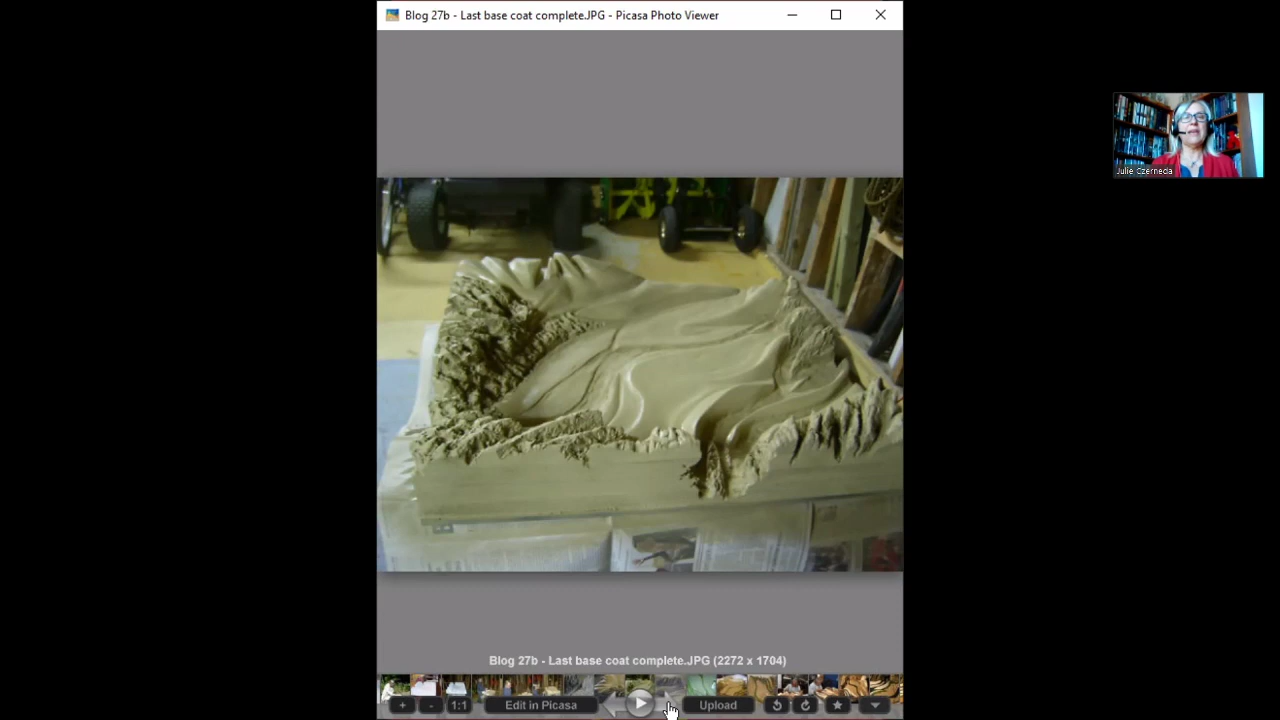 Blog 27b - Last base coat complete.JPG - Picasa Photo Viewer
Julie Czerneda
Blog 27b - Last base coat complete.JPG (2272 x 1704)
+ - 1:1 Edit in Picasa Upload